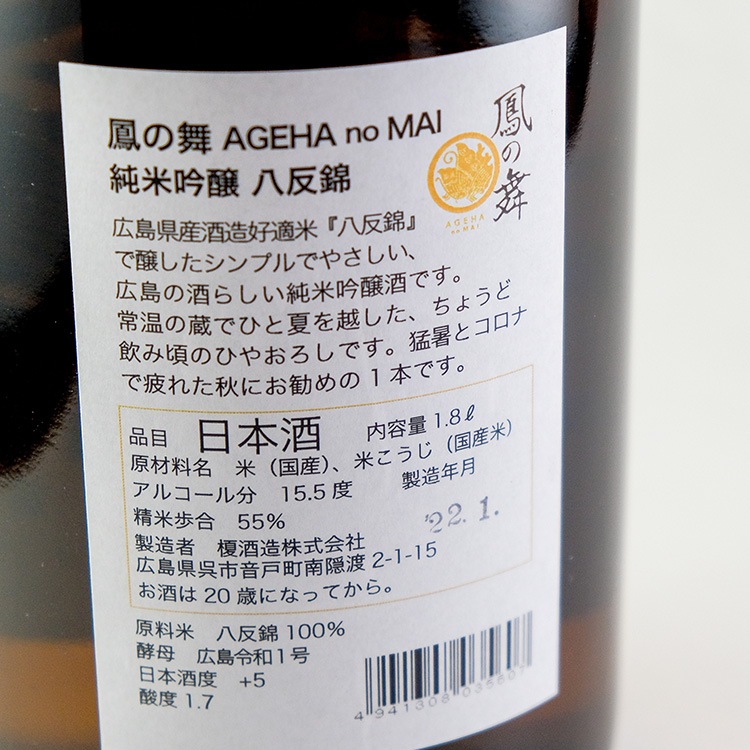 鳳の舞 AGEHA no MAI
純米吟醸 八反錦
鳳の舞
AGEHA
no MAI
広島県産酒造好適米『八反錦』
で醸したシンプルでやさしい、
広島の酒らしい純米吟醸酒です。
常温の蔵でひと夏を越した、ちょうど
飲み頃のひやおろしです。猛暑とコロナ
で疲れた秋にお勧めの1本です。
品目 日本酒 内容量 1.8ℓ
原材料名 米(国産)、米こうじ(国産米)
アルコール分 15.5度 製造年月
精米歩合 55% '22.1.
製造者 榎酒造株式会社
広島県呉市音戸町南隠渡2-1-15
お酒は20歳になってから。
原料米 八反錦100%
酵母 広島令和1号
日本酒度 +5
酸度 1.7
4 941308 035607